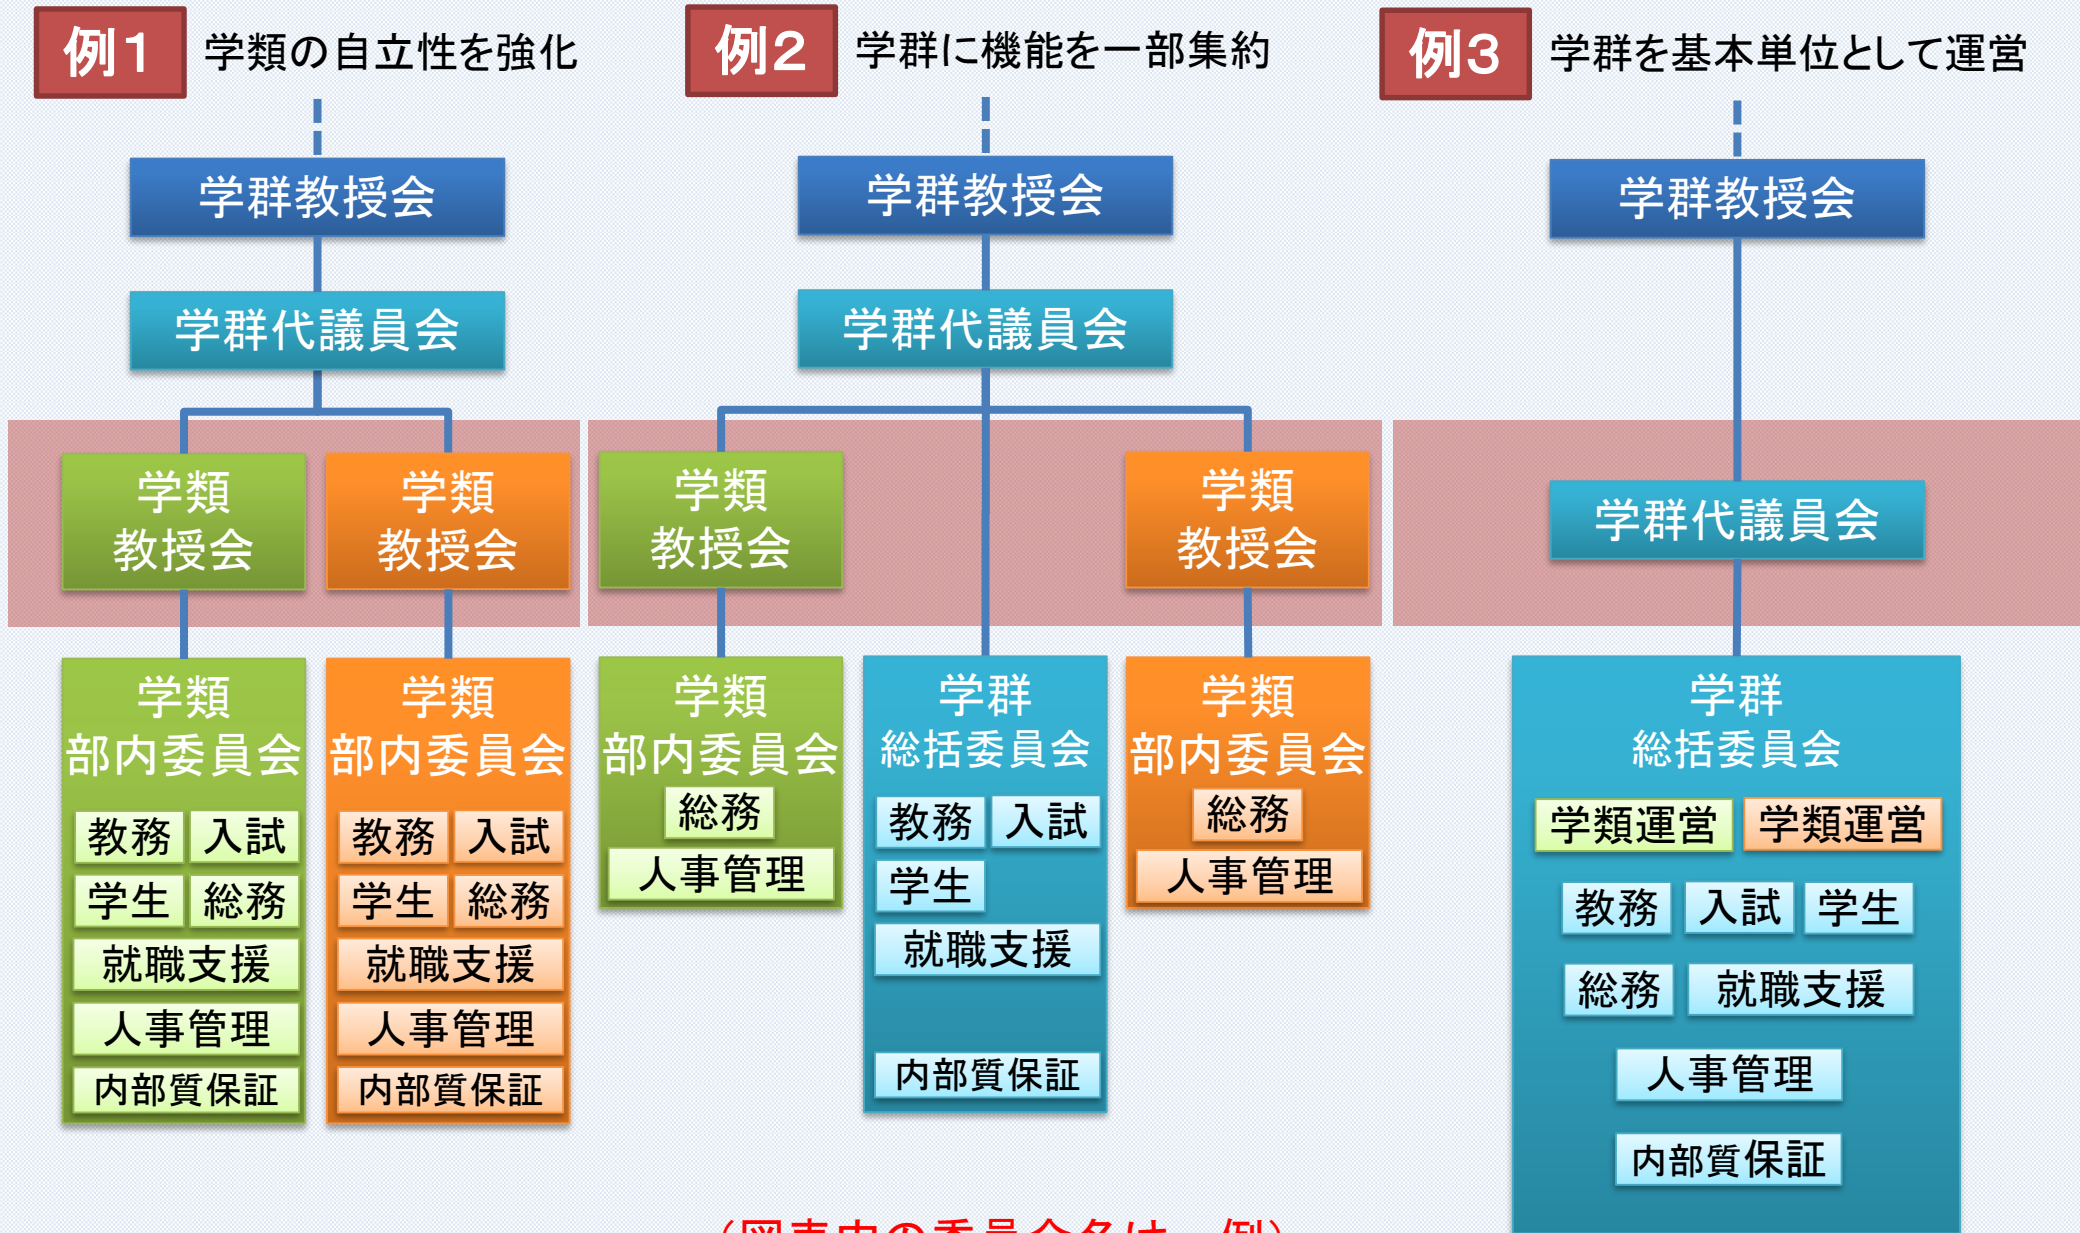 例1 学類の自立性を強化
学群教授会
学群代議員会
学類
教授会
学類
教授会
学類
部内委員会
教務 入試
学生 総務
就職支援
人事管理
内部質保証
学類
部内委員会
教務 入試
学生 総務
就職支援
人事管理
内部質保証
例2 学群に機能を一部集約
学群教授会
学群代議員会
学類
教授会
学類
教授会
学類
部内委員会
総務
人事管理
学群
総括委員会
教務 入試
学生
就職支援
内部質保証
学類
部内委員会
総務
人事管理
例3 学群を基本単位として運営
学群教授会
学群代議員会
学群
総括委員会
学類運営 学類運営
教務 入試 学生
総務 就職支援
人事管理
内部質保証